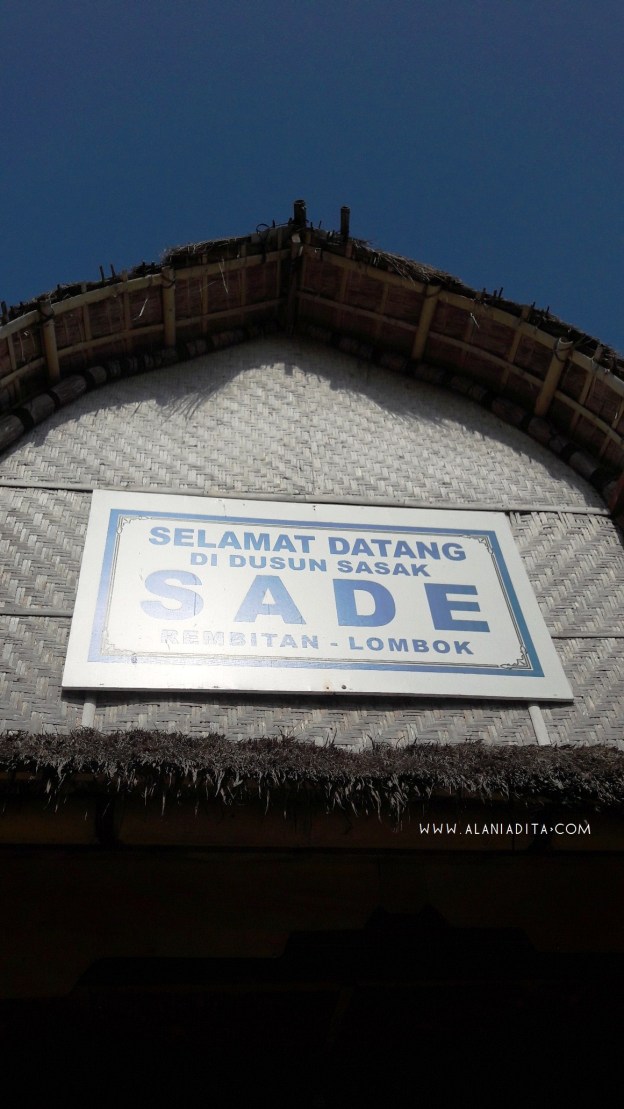 SELAMAT DATANG
DI DUSUN SASAK
SADE
REMBITAN - LOMBOK
WWW.ALANIADITA.COM